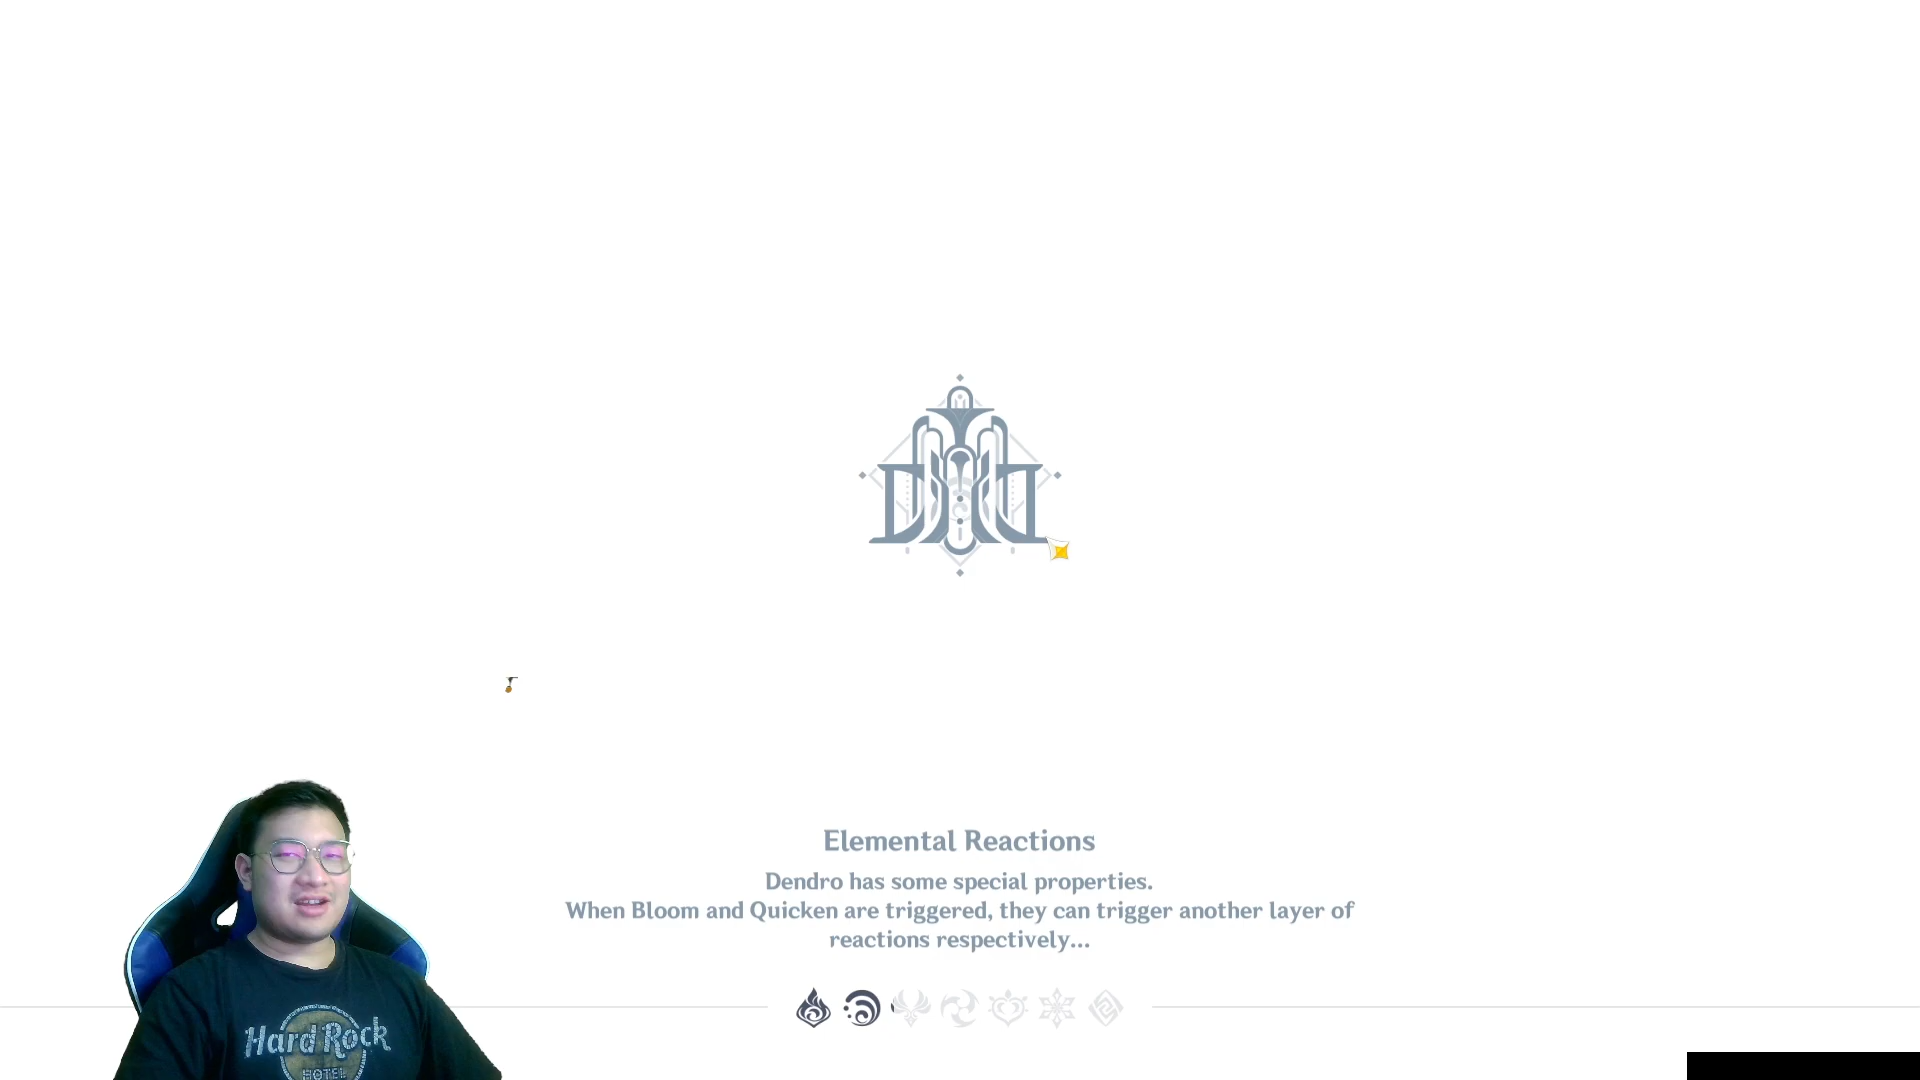 Elemental Reactions
Dendro has some special properties.
When Bloom and Quicken are triggered, they can trigger another layer of
reactions respectively...
Hard Rock
HOTEL